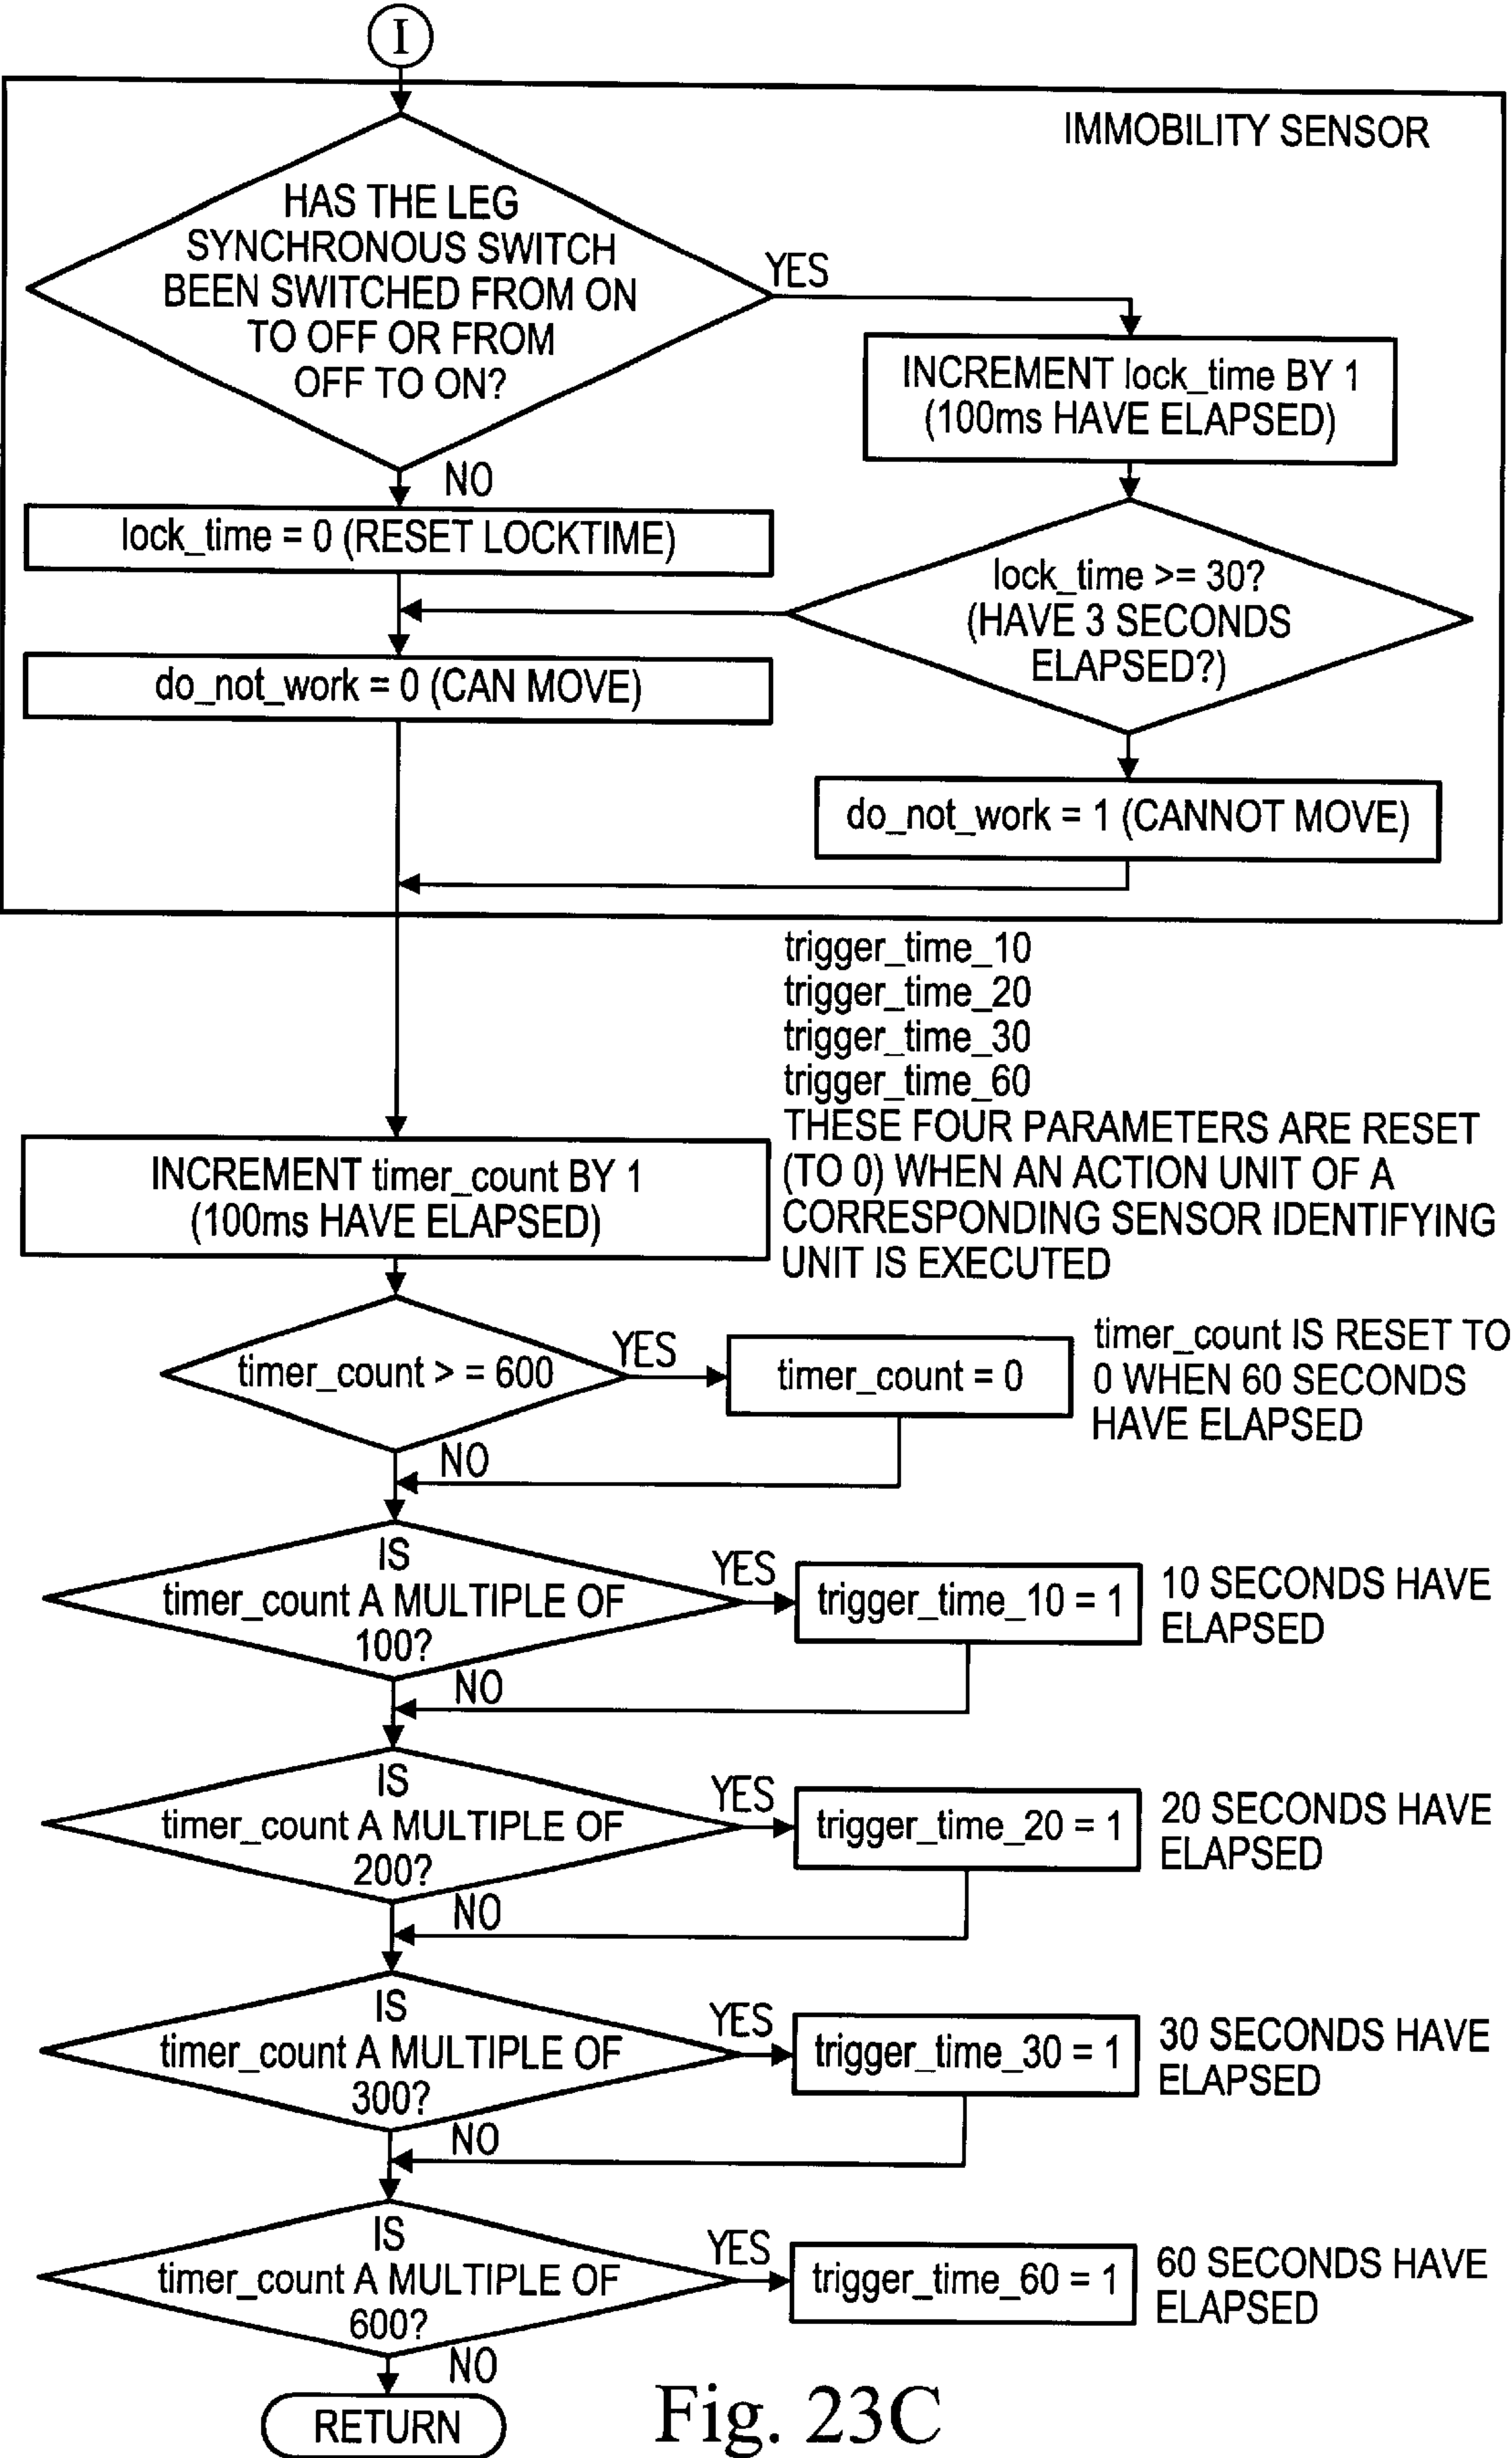 I
IMMOBILITY SENSOR
HAS THE LEG
SYNCHRONOUS SWITCH
BEEN SWITCHED FROM ON
TO OFF OR FROM
OFF TO ON?
YES
INCREMENT lock_time BY 1
(100ms HAVE ELAPSED)
NO
lock_time = 0 (RESET LOCKTIME)
lock_time >= 30?
(HAVE 3 SECONDS
ELAPSED?)
do_not_work = 0 (CAN MOVE)
do_not_work = 1 (CANNOT MOVE)
trigger_time_10
trigger_time_20
trigger_time_30
trigger_time_60
THESE FOUR PARAMETERS ARE RESET
(TO 0) WHEN AN ACTION UNIT OF A
CORRESPONDING SENSOR IDENTIFYING
UNIT IS EXECUTED
INCREMENT timer_count BY 1
(100ms HAVE ELAPSED)
timer_count > = 600
YES
timer_count = 0
timer_count IS RESET TO
0 WHEN 60 SECONDS
HAVE ELAPSED
NO
IS
timer_count A MULTIPLE OF
100?
YES
trigger_time_10 = 1
10 SECONDS HAVE
ELAPSED
NO
IS
timer_count A MULTIPLE OF
200?
YES
trigger_time_20 = 1
20 SECONDS HAVE
ELAPSED
NO
IS
timer_count A MULTIPLE OF
300?
YES
trigger_time_30 = 1
30 SECONDS HAVE
ELAPSED
NO
IS
timer_count A MULTIPLE OF
600?
YES
trigger_time_60 = 1
60 SECONDS HAVE
ELAPSED
NO
RETURN
Fig. 23C